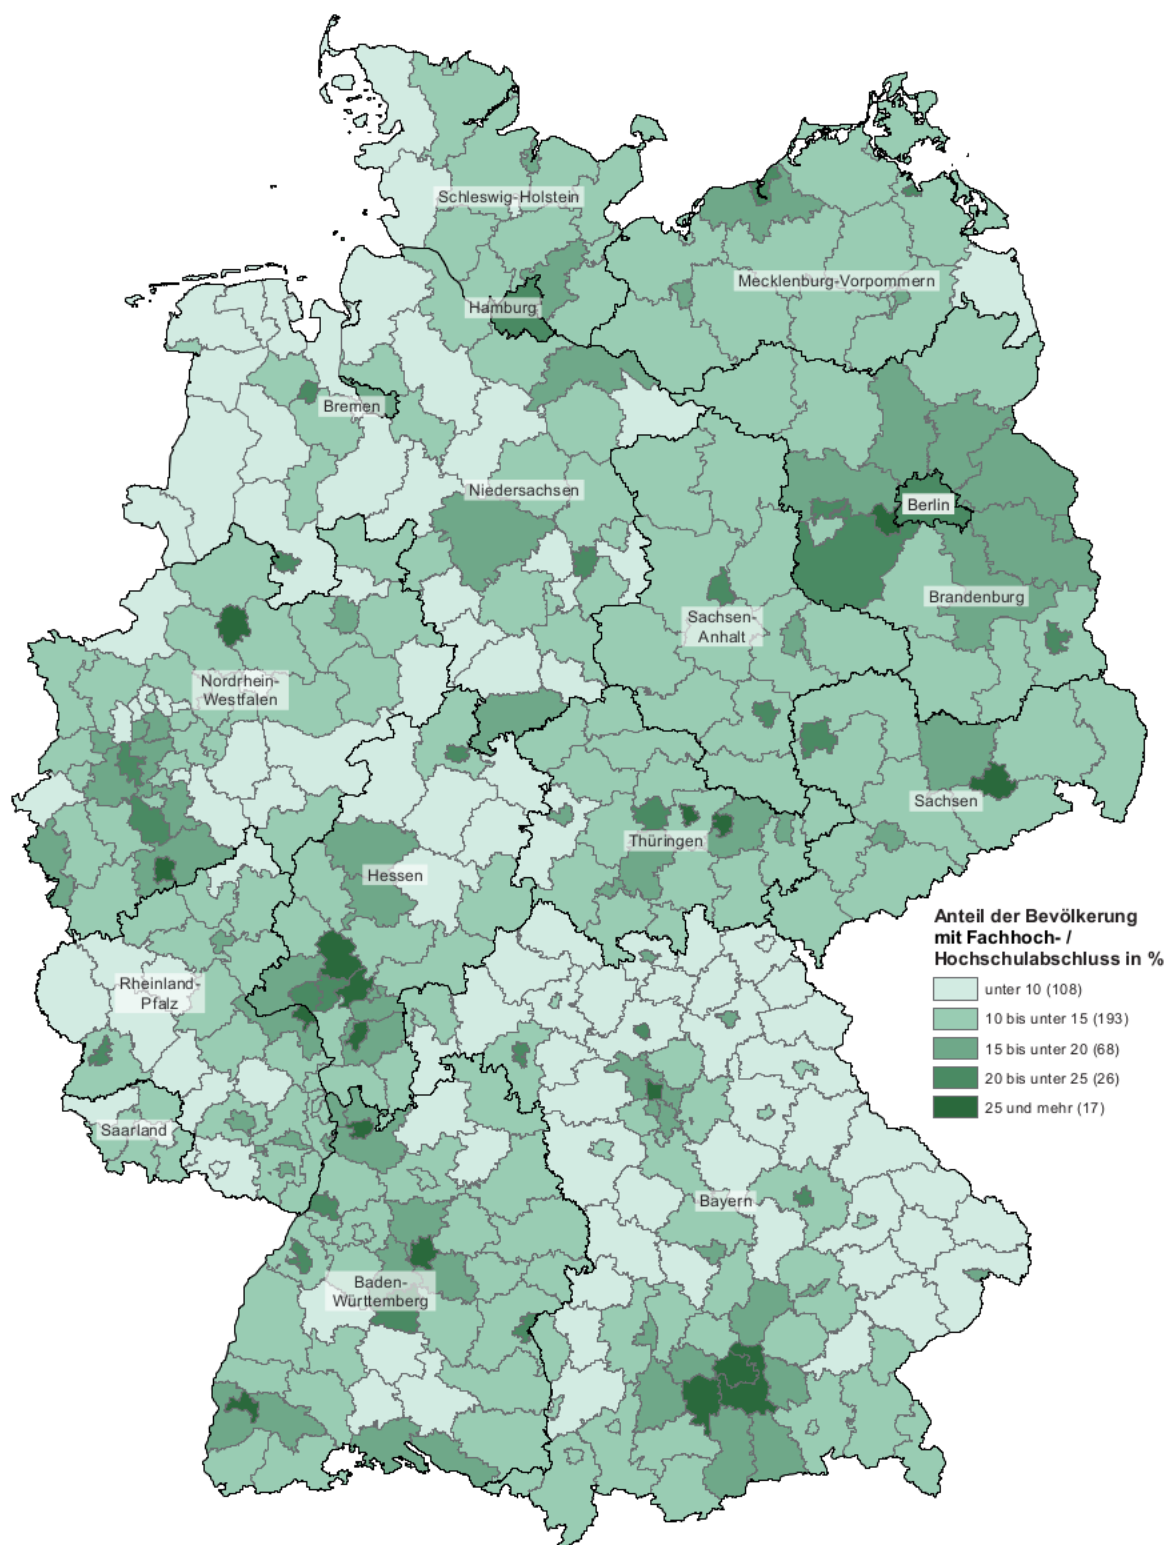 Schleswig-Holstein
Mecklenburg-Vorpommern
Hamburg
Bremen
Niedersachsen
Berlin
Brandenburg
Sachsen-
Anhalt
Nordrhein-
Westfalen
Sachsen
Thüringen
Hessen
Rheinland-
Pfalz
Saarland
Bayern
Baden-
Württemberg
Anteil der Bevölkerung
mit Fachhoch- /
Hochschulabschluss in %
unter 10 (108)
10 bis unter 15 (193)
15 bis unter 20 (68)
20 bis unter 25 (26)
25 und mehr (17)